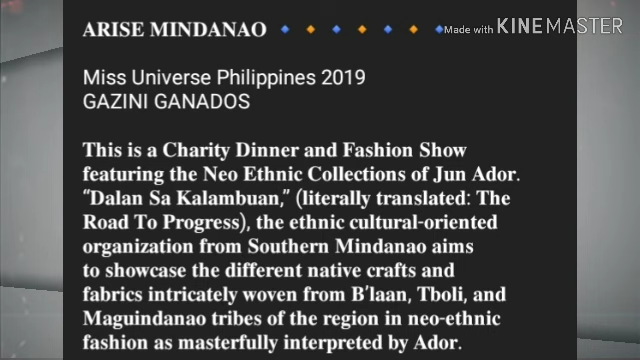 ARISE MINDANAO 🔹🔸🔹🔸🔹🔸🔹
Made with KINEMASTER
Miss Universe Philippines 2019
GAZINI GANADOS
This is a Charity Dinner and Fashion Show
featuring the Neo Ethnic Collections of Jun Ador.
“Dalan Sa Kalambuan,” (literally translated: The
Road To Progress), the ethnic cultural-oriented
organization from Southern Mindanao aims
to showcase the different native crafts and
fabrics intricately woven from B’laan, Tboli, and
Maguindanao tribes of the region in neo-ethnic
fashion as masterfully interpreted by Ador.